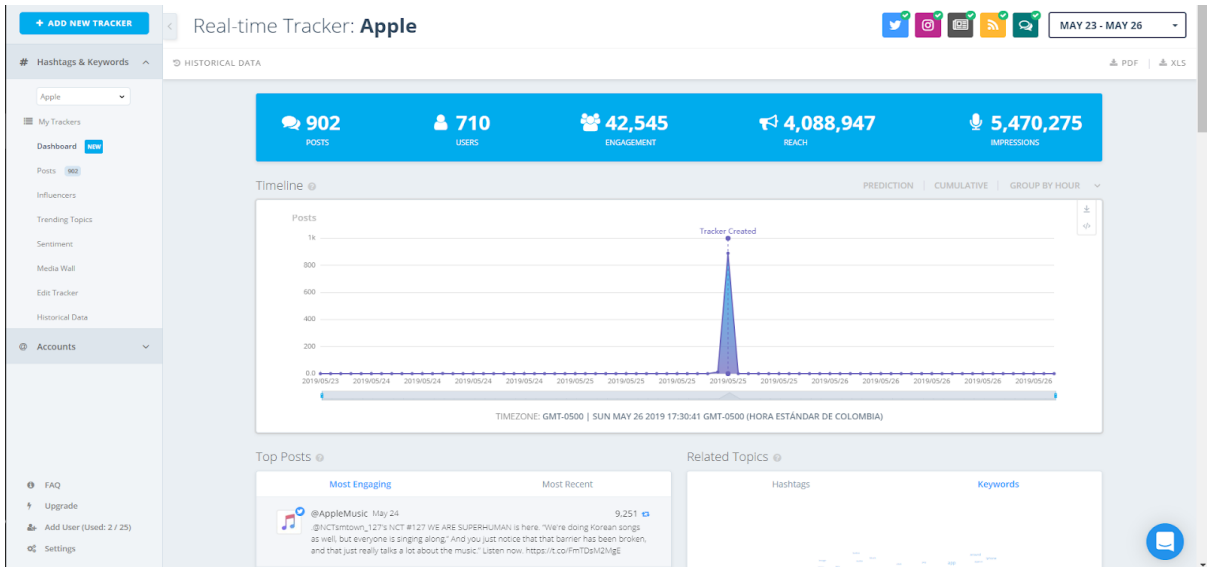 + ADD NEW TRACKER
Real-time Tracker: Apple
MAY 23 - MAY 26
# Hashtags & Keywords
HISTORICAL DATA
PDF | XLS
Apple
My Trackers
Dashboard NEW
Posts 902
Influencers
Trending Topics
Sentiment
Media Wall
Edit Tracker
Historical Data
@ Accounts
902
POSTS
710
USERS
42,545
ENGAGEMENT
4,088,947
REACH
5,470,275
IMPRESSIONS
Timeline
PREDICTION | CUMULATIVE | GROUP BY HOUR
Posts
Tracker Created
1k
800
600
400
200
0.0
2019/05/23 2019/05/24 2019/05/24 2019/05/24 2019/05/24 2019/05/25 2019/05/25 2019/05/25 2019/05/25 2019/05/25 2019/05/25 2019/05/26 2019/05/26 2019/05/26 2019/05/26
TIMEZONE: GMT-0500 | SUN MAY 26 2019 17:30:41 GMT-0500 (HORA ESTÁNDAR DE COLOMBIA)
Top Posts
Most Engaging Most Recent
@AppleMusic May 24 9,251
.@NCTsmtown_127's NCT #127 WE ARE SUPERHUMAN is here. "We're doing Korean songs
as well, but everyone is singing along," And you just notice that that barrier has been broken,
and that just really talks a lot about the music." Listen now. https://t.co/FmTDsM2MgE
Related Topics
Hashtags Keywords
FAQ
Upgrade
Add User (Used: 2 / 25)
Settings